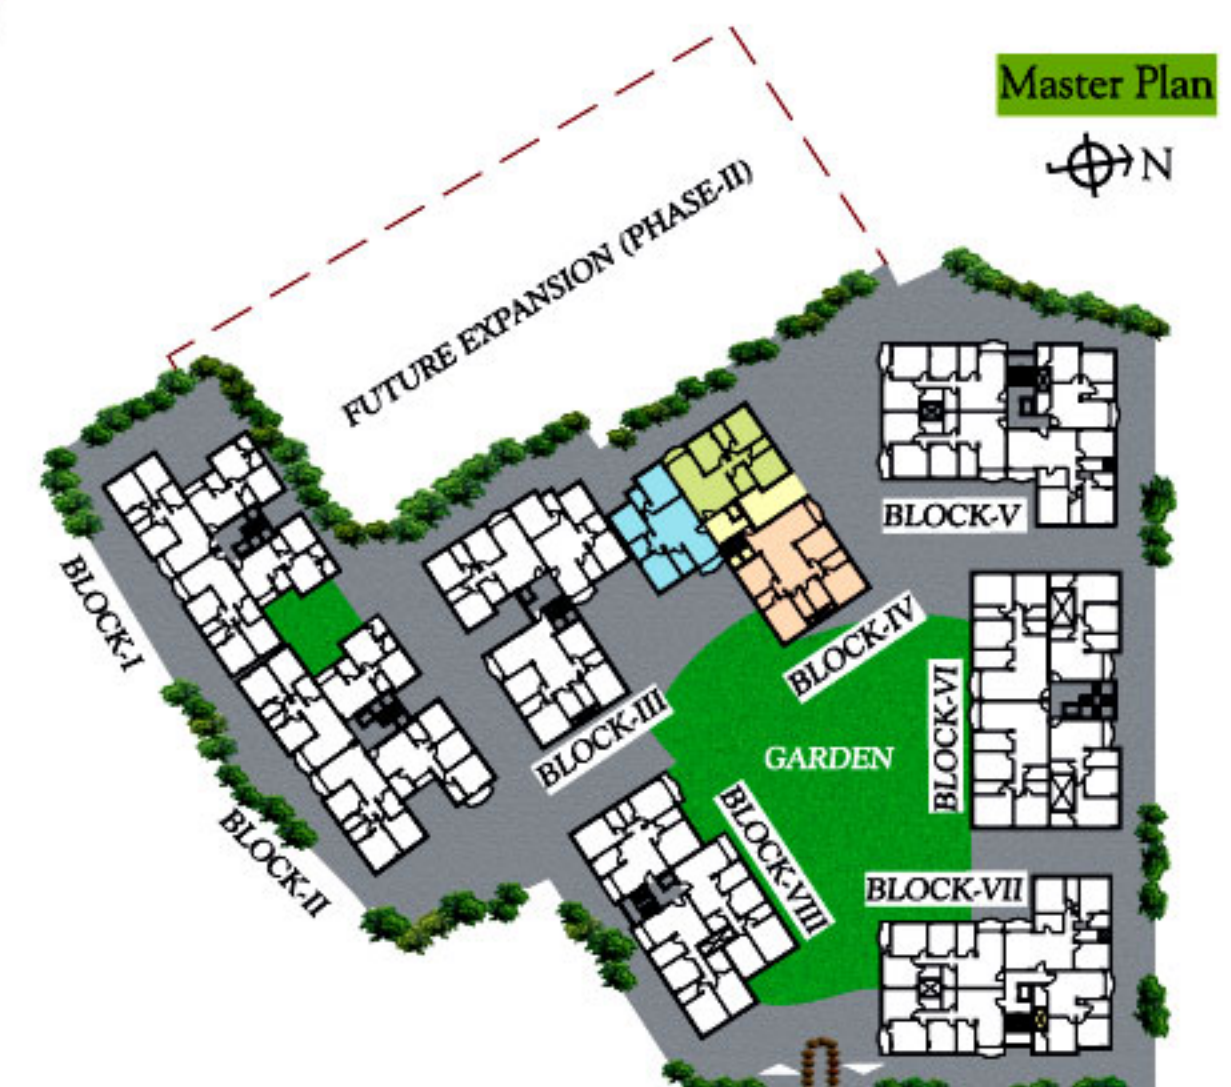 Master Plan
N
FUTURE EXPANSION (PHASE-II)
BLOCK-V
BLOCK-I
BLOCK-IV
BLOCK-III
BLOCK-VI
GARDEN
BLOCK-VIII
BLOCK-II
BLOCK-VII